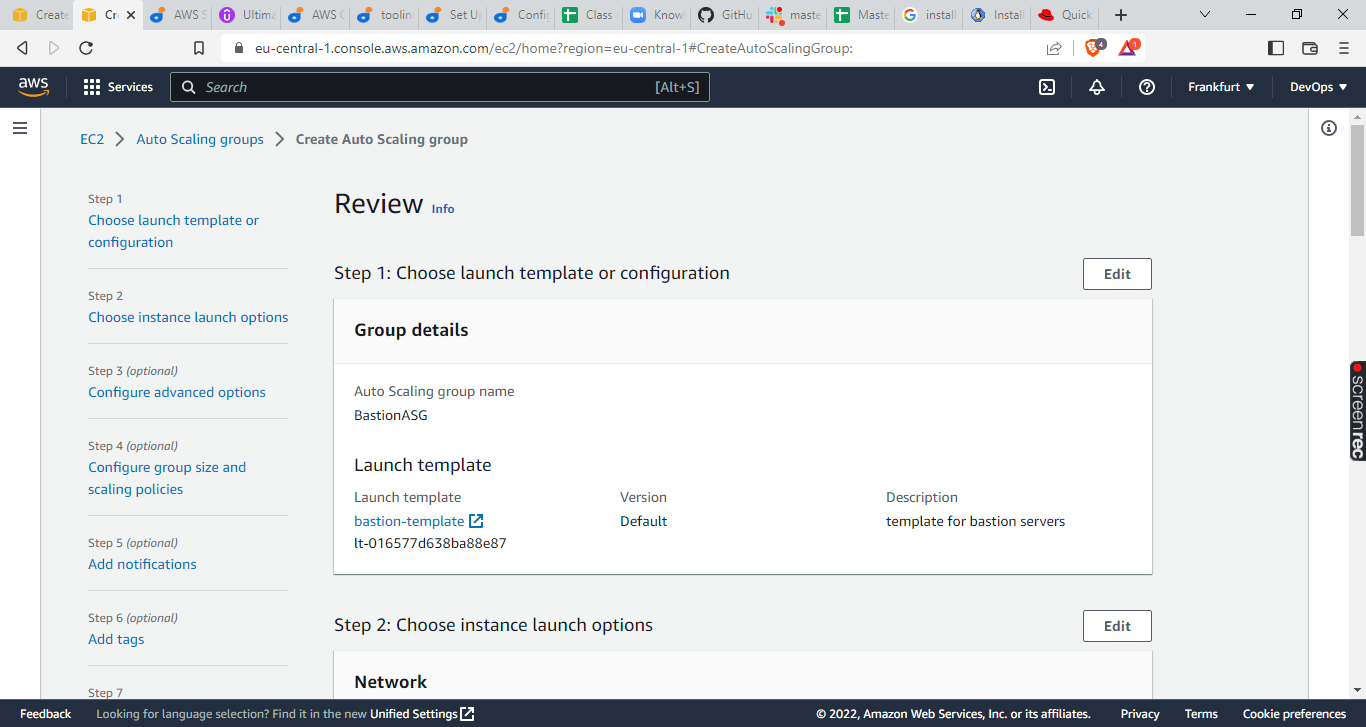 Create
Cr
AWS S
Ultima
AWS C
toolin
Set Up
Config
Class
Know
GitHu
maste
Maste
install
Install
Quick
eu-central-1.console.aws.amazon.com/ec2/home?region=eu-central-1#CreateAutoScalingGroup:
4
1
aws
Services
Search
[Alt+S]
Frankfurt
DevOps
EC2
Auto Scaling groups
Create Auto Scaling group
Step 1
Choose launch template or
configuration
Step 2
Choose instance launch options
Step 3 (optional)
Configure advanced options
Step 4 (optional)
Configure group size and
scaling policies
Step 5 (optional)
Add notifications
Step 6 (optional)
Add tags
Step 7
Review Info
Step 1: Choose launch template or configuration
Edit
Group details
Auto Scaling group name
BastionASG
Launch template
Launch template
Version
Description
bastion-template
Default
template for bastion servers
lt-016577d638ba88e87
Step 2: Choose instance launch options
Edit
Network
screenrec
Feedback
Looking for language selection? Find it in the new Unified Settings
© 2022, Amazon Web Services, Inc. or its affiliates.
Privacy
Terms
Cookie preferences